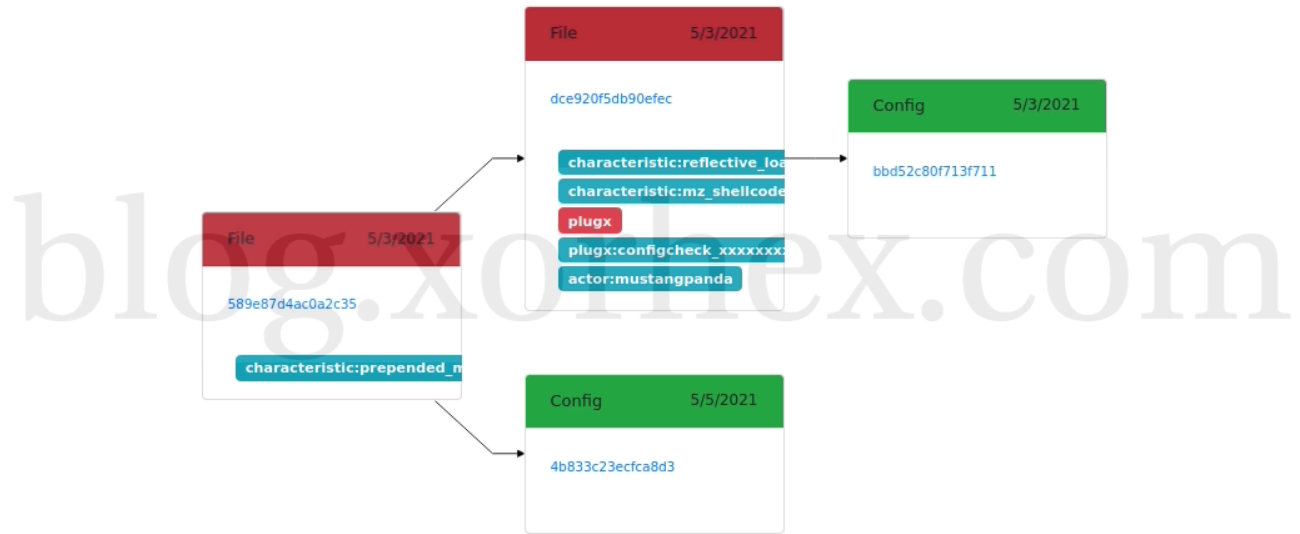 File 5/3/2021
589e87d4ac0a2c35
characteristic:prepended_m
File 5/3/2021
dce920f5db90efec
characteristic:reflective_loa
characteristic:mz_shellcode
plugx
plugx:configcheck_xxxxxxx
actor:mustangpanda
Config 5/3/2021
bbd52c80f713f711
Config 5/5/2021
4b833c23ecfca8d3
blog.xorhex.com